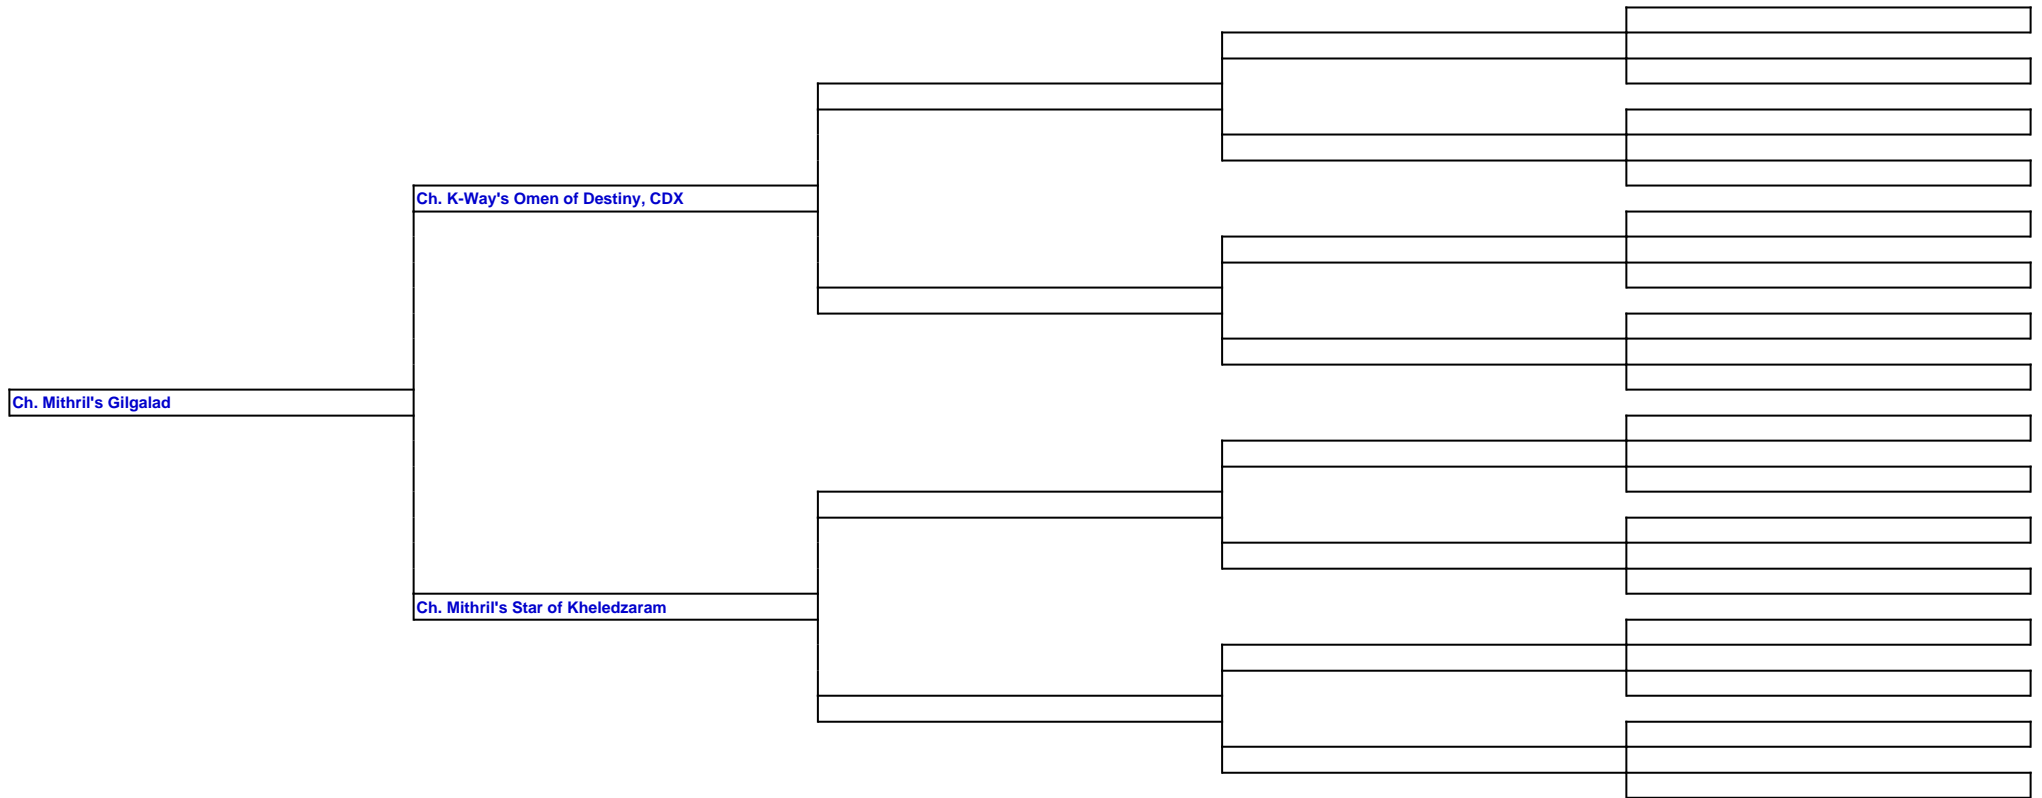 Ch. K-Way's Omen of Destiny, CDX
Ch. Mithril's Gilgalad
Ch. Mithril's Star of Kheledzaram